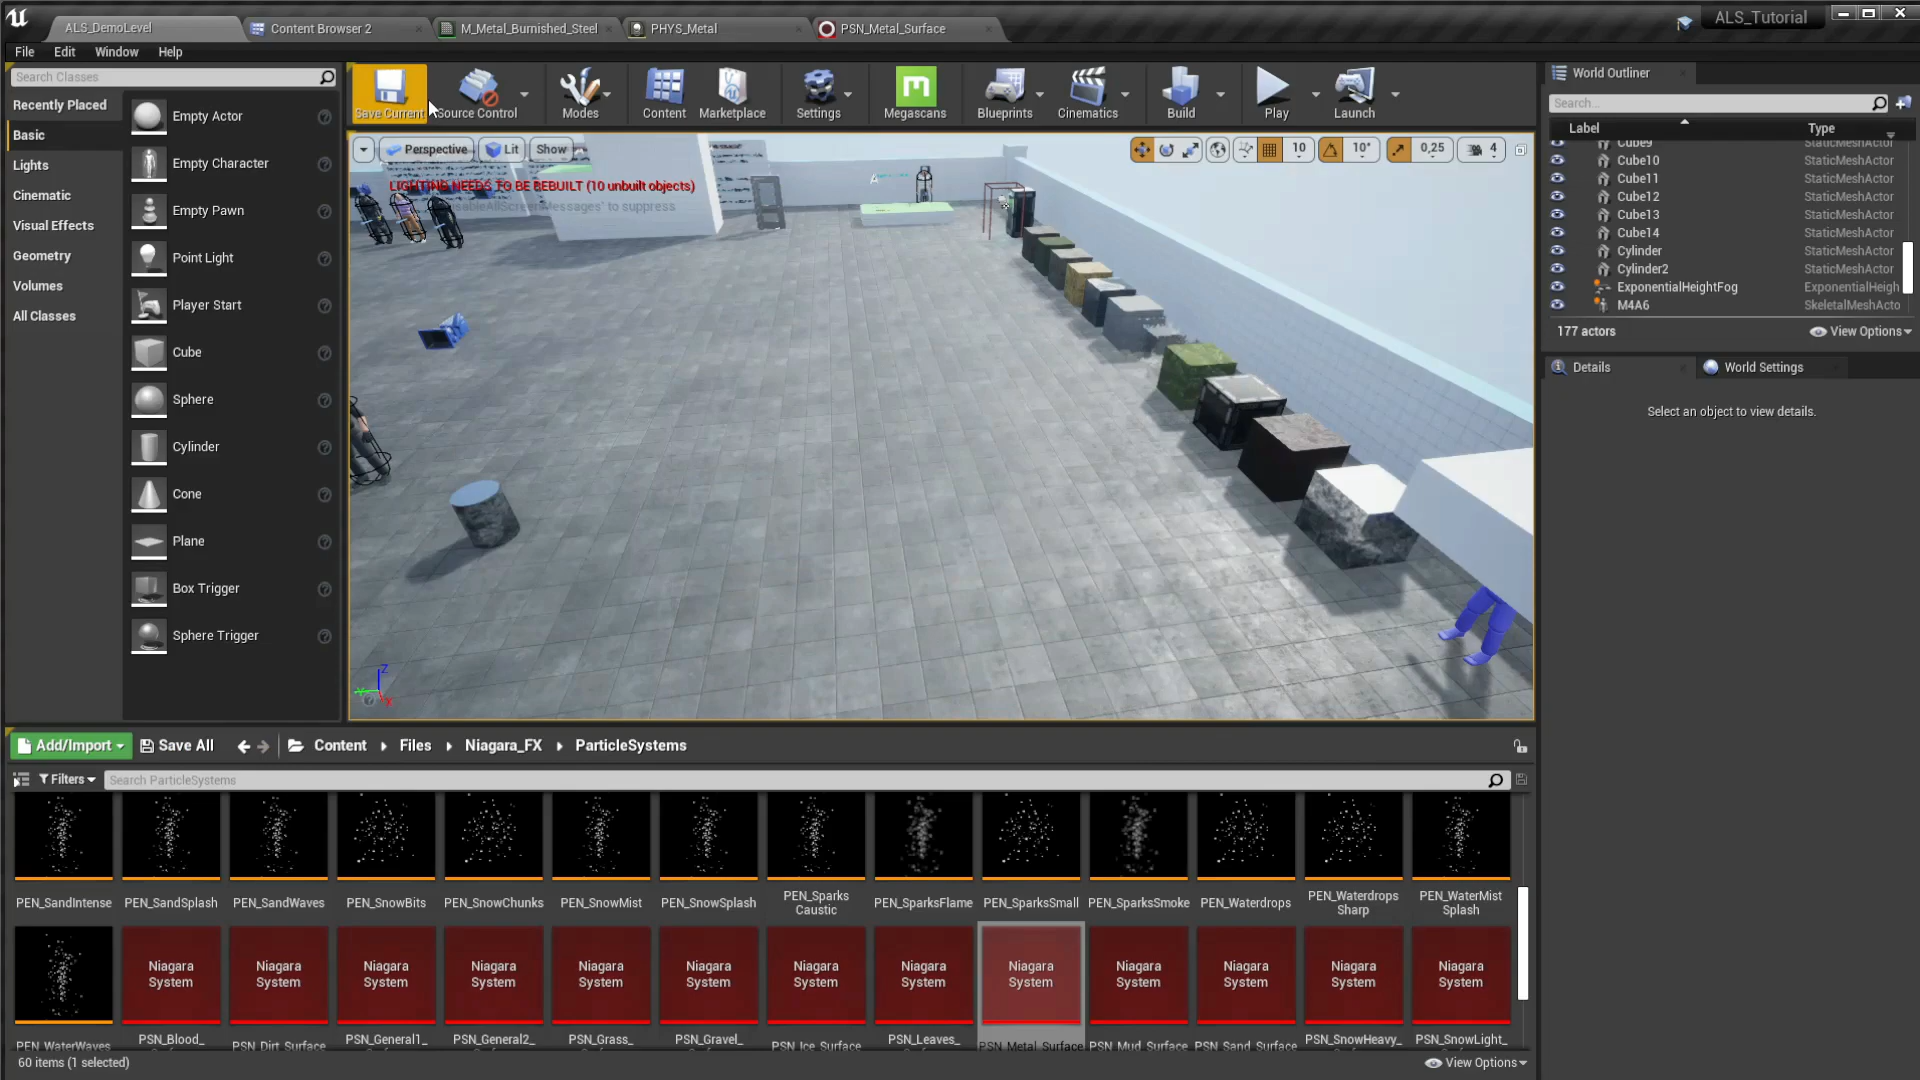 ALS_DemoLevel
Content Browser 2
M_Metal_Burnished_Steel
PHYS_Metal
PSN_Metal_Surface
ALS_Tutorial
File Edit Window Help
Search Classes
Recently Placed
Basic
Lights
Cinematic
Visual Effects
Geometry
Volumes
All Classes
Empty Actor
Empty Character
Empty Pawn
Point Light
Player Start
Cube
Sphere
Cylinder
Cone
Plane
Box Trigger
Sphere Trigger
Save Current
Source Control
Modes
Content
Marketplace
Settings
Megascans
Blueprints
Cinematics
Build
Play
Launch
Perspective Lit Show
10 10° 0,25 4
LIGHTING NEEDS TO BE REBUILT (10 unbuilt objects)
'DisableAllScreenMessages' to suppress
Z
World Outliner
Search...
Label Type
Cube9 StaticMeshActor
Cube10 StaticMeshActor
Cube11 StaticMeshActor
Cube12 StaticMeshActor
Cube13 StaticMeshActor
Cube14 StaticMeshActor
Cylinder StaticMeshActor
Cylinder2 StaticMeshActor
ExponentialHeightFog ExponentialHeigh
M4A6 SkeletalMeshActo
177 actors View Options
Details World Settings
Select an object to view details.
Add/Import Save All Content Files Niagara_FX ParticleSystems
Filters Search ParticleSystems
PEN_SandIntense
PEN_SandSplash
PEN_SandWaves
PEN_SnowBits
PEN_SnowChunks
PEN_SnowMist
PEN_SnowSplash
PEN_Sparks
Caustic
PEN_SparksFlame
PEN_SparksSmall
PEN_SparksSmoke
PEN_Waterdrops
PEN_Waterdrops
Sharp
PEN_WaterMist
Splash
Niagara
System
Niagara
System
Niagara
System
Niagara
System
Niagara
System
Niagara
System
Niagara
System
Niagara
System
Niagara
System
Niagara
System
Niagara
System
Niagara
System
Niagara
System
PEN_WaterWaves
PSN_Blood_
PSN_Dirt_Surface
PSN_General1_
PSN_General2_
PSN_Grass_
PSN_Gravel_
PSN_Ice_Surface
PSN_Leaves_
PSN_Metal_Surface
PSN_Mud_Surface
PSN_Sand_Surface
PSN_SnowHeavy_
PSN_SnowLight_
60 items (1 selected)
View Options